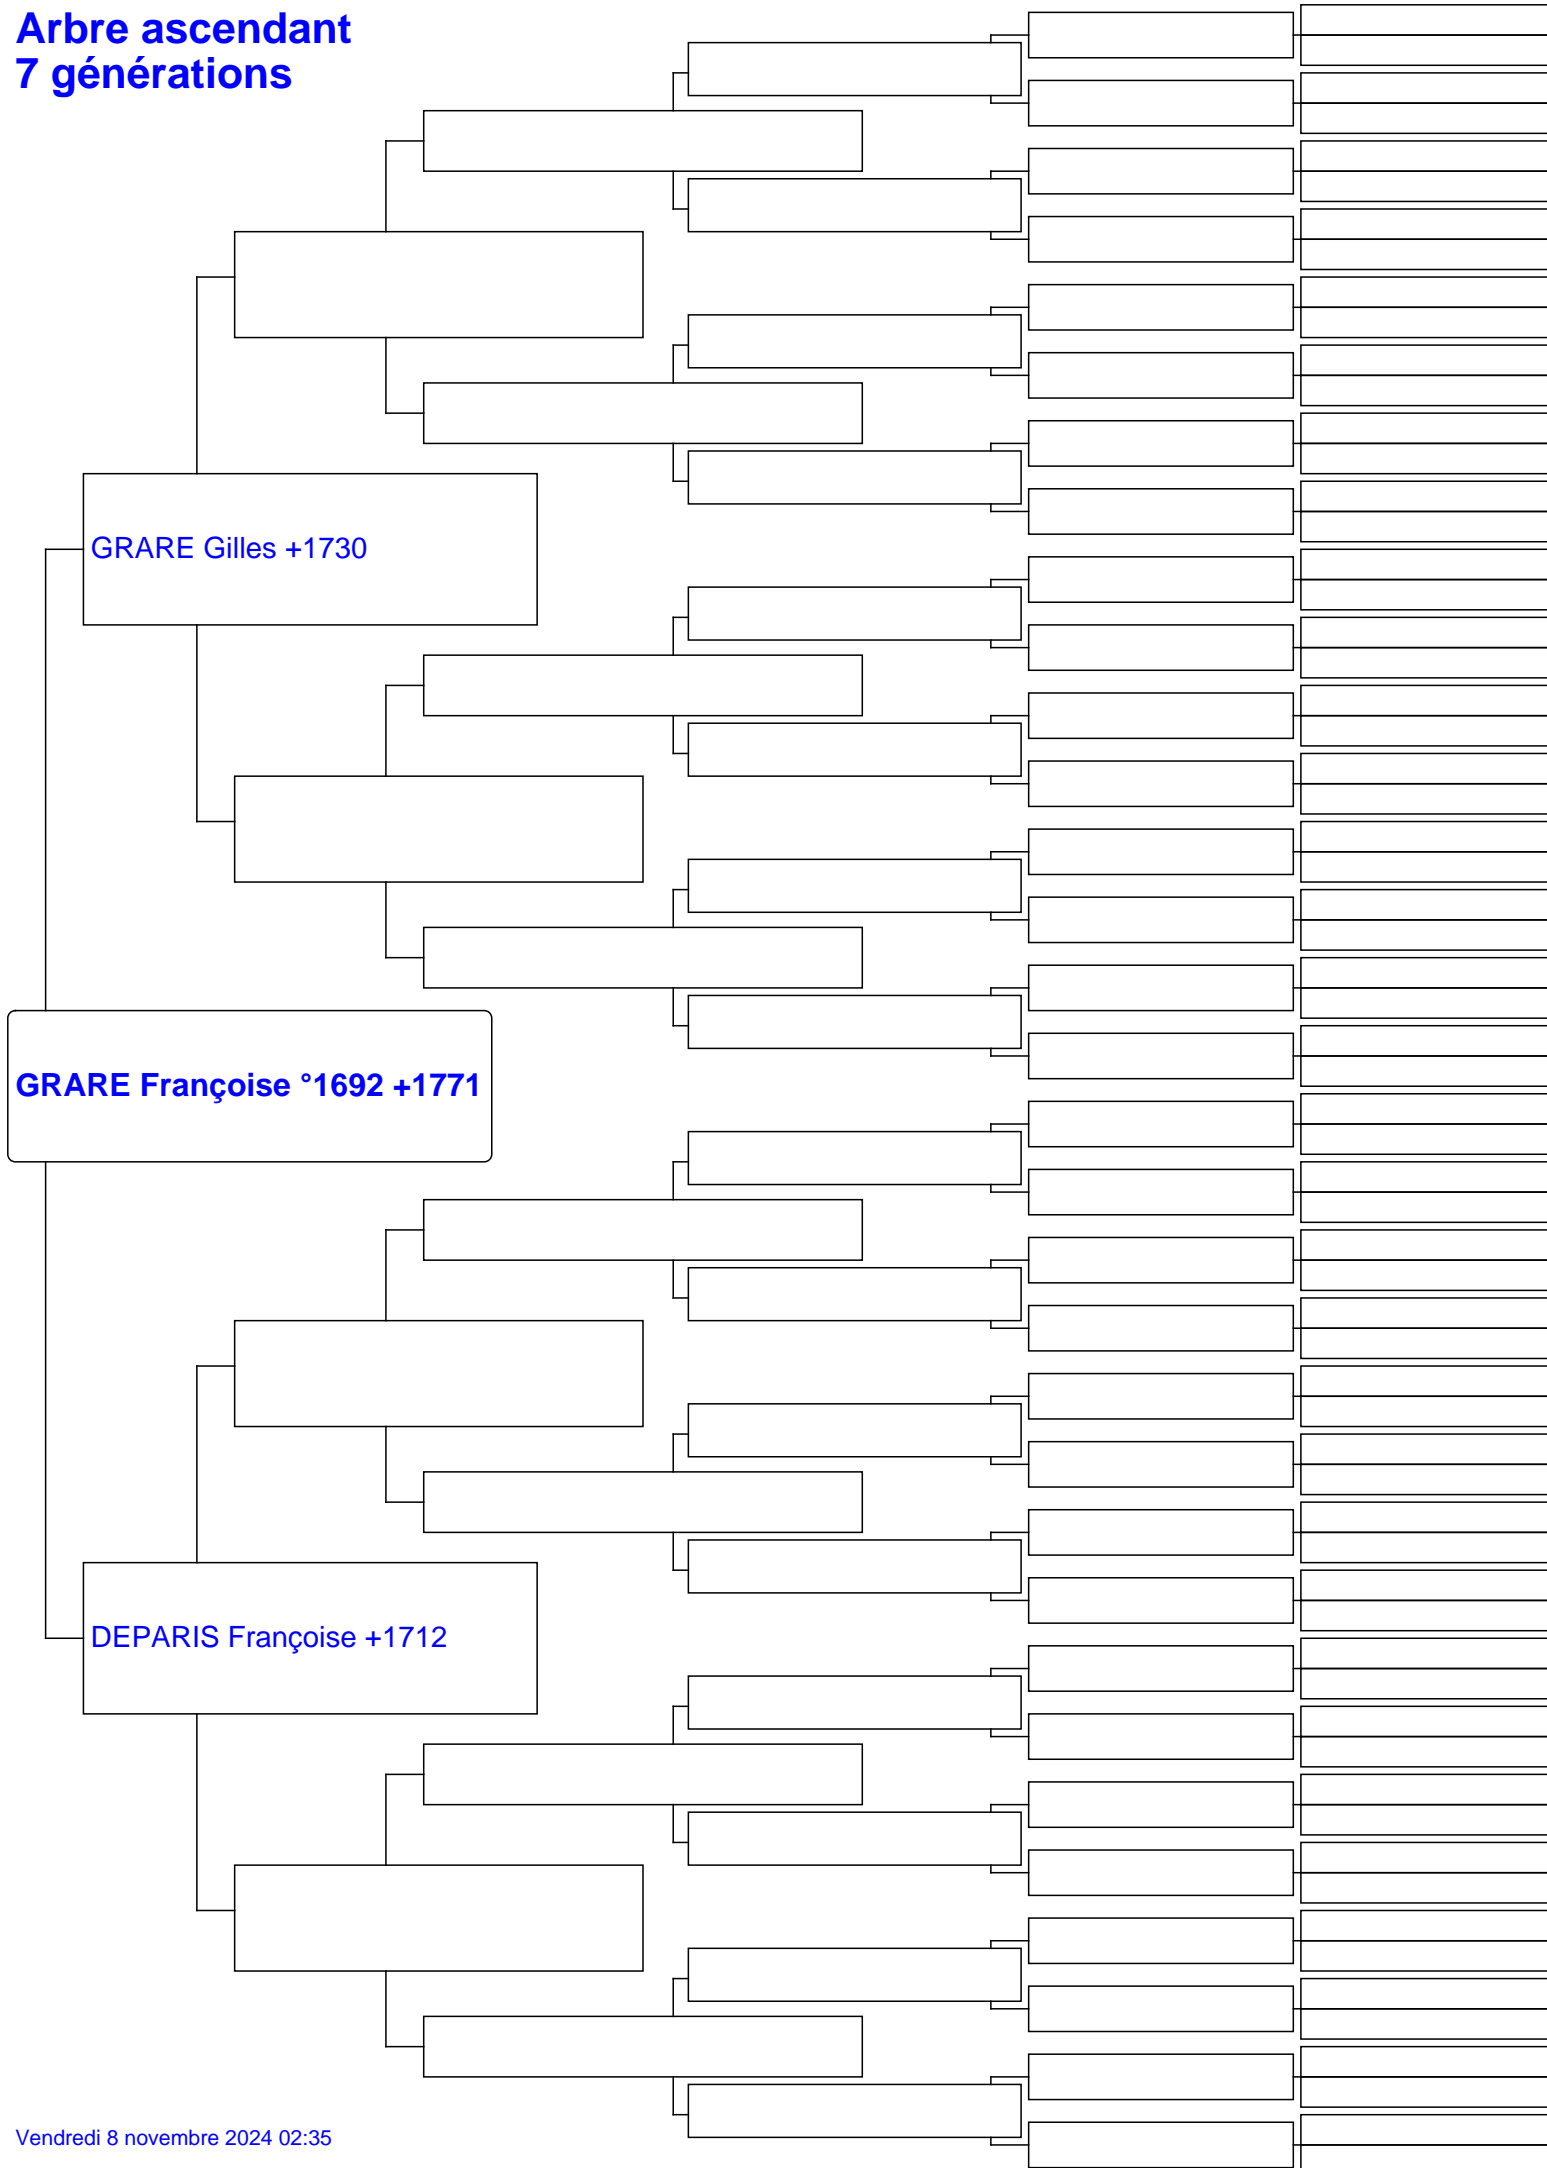 Arbre ascendant
7 générations
GRARE Gilles +1730
GRARE Françoise °1692 +1771
DEPARIS Françoise +1712
Vendredi 8 novembre 2024 02:35